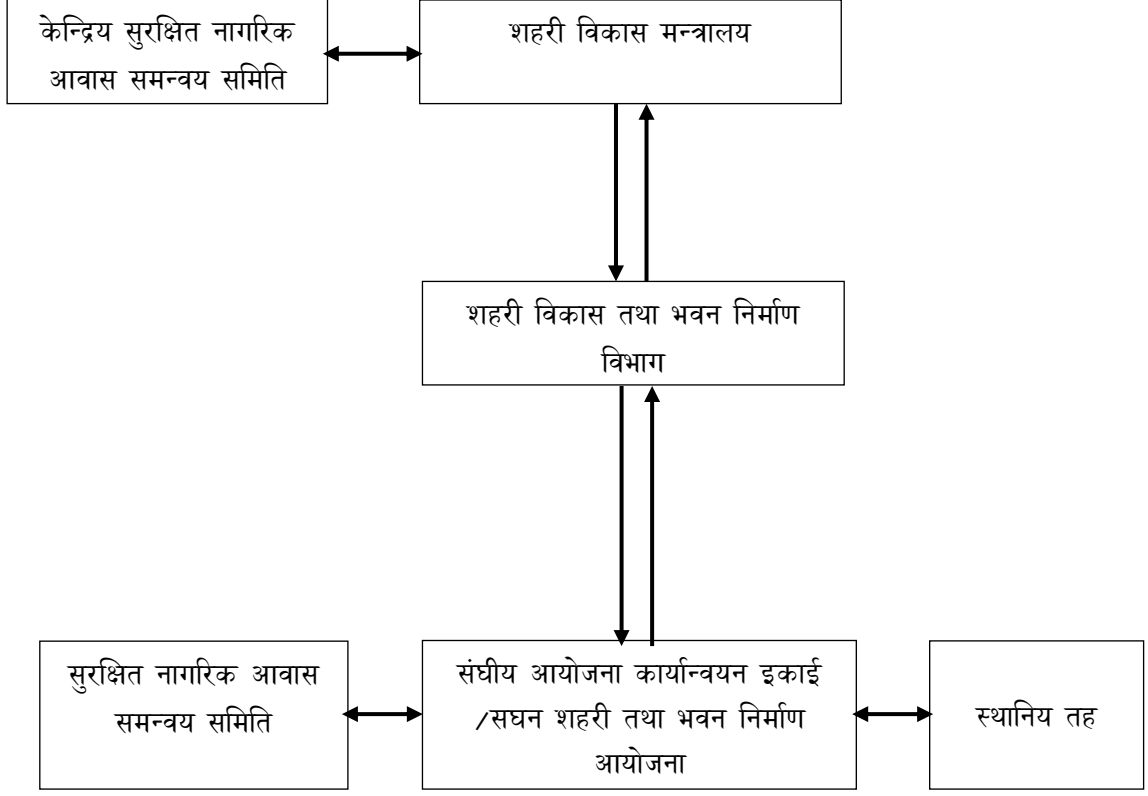 केन्द्रिय सुरक्षित नागरिक
आवास समन्वय समिति
शहरी विकास मन्त्रालय
शहरी विकास तथा भवन निर्माण
विभाग
सुरक्षित नागरिक आवास
समन्वय समिति
संघीय आयोजना कार्यान्वयन इकाई
/सघन शहरी तथा भवन निर्माण
आयोजना
स्थानिय तह